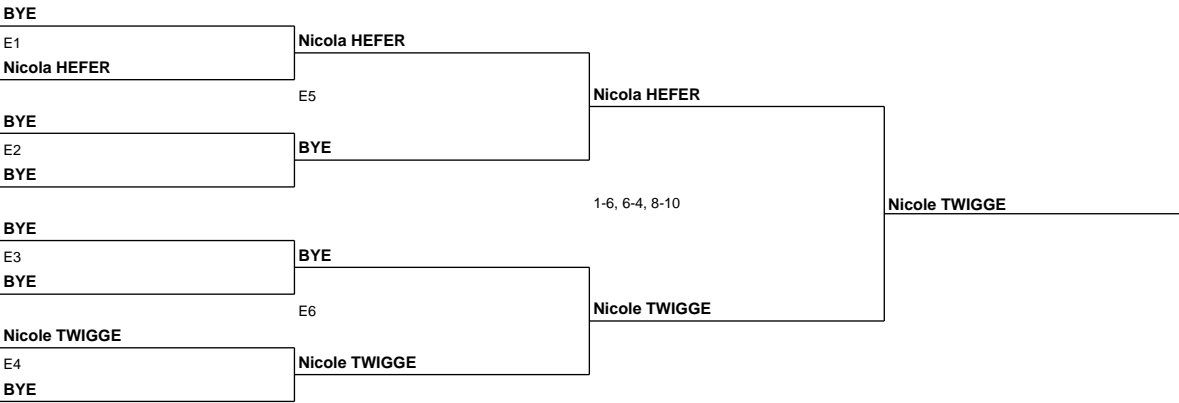 BYE
E1
Nicola HEFER
Nicola HEFER
E5
Nicola HEFER
BYE
E2
BYE
BYE
1-6, 6-4, 8-10
Nicole TWIGGE
BYE
E3
BYE
BYE
E6
Nicole TWIGGE
Nicole TWIGGE
E4
Nicole TWIGGE
BYE